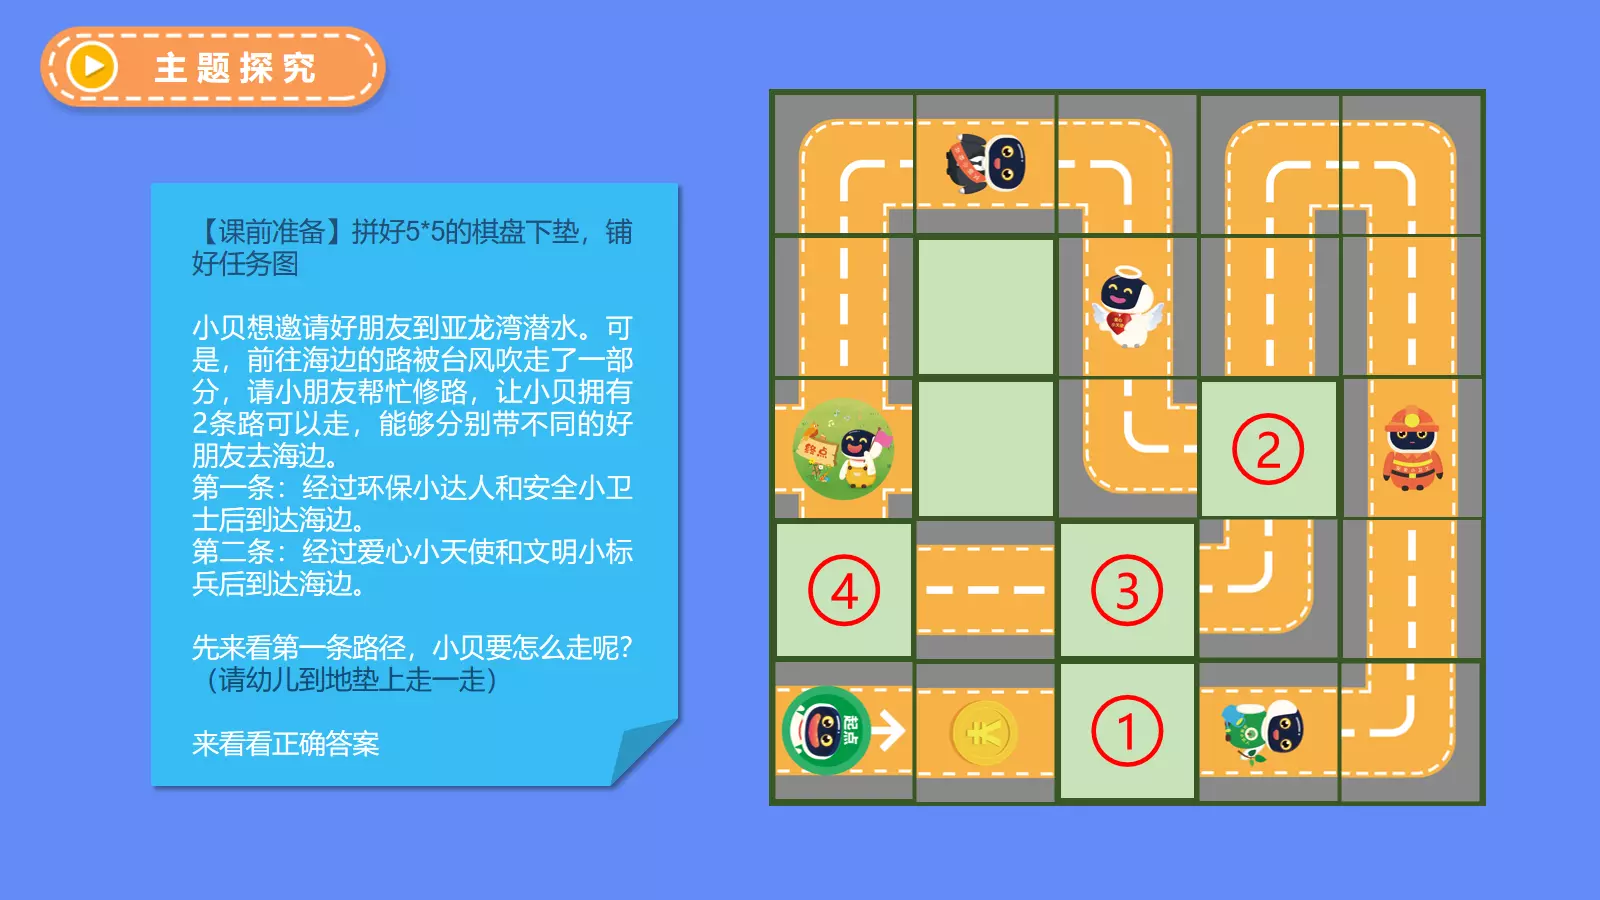 主题探究
【课前准备】拼好5*5的棋盘下垫，铺
好任务图
小贝想邀请好朋友到亚龙湾潜水。可
是，前往海边的路被台风吹走了一部
分，请小朋友帮忙修路，让小贝拥有
2条路可以走，能够分别带不同的好
朋友去海边。
第一条：经过环保小达人和安全小卫
士后到达海边。
第二条：经过爱心小天使和文明小标
兵后到达海边。
先来看第一条路径，小贝要怎么走呢?
（请幼儿到地垫上走一走）
来看看正确答案
终点
②
④
③
起点
¥
①